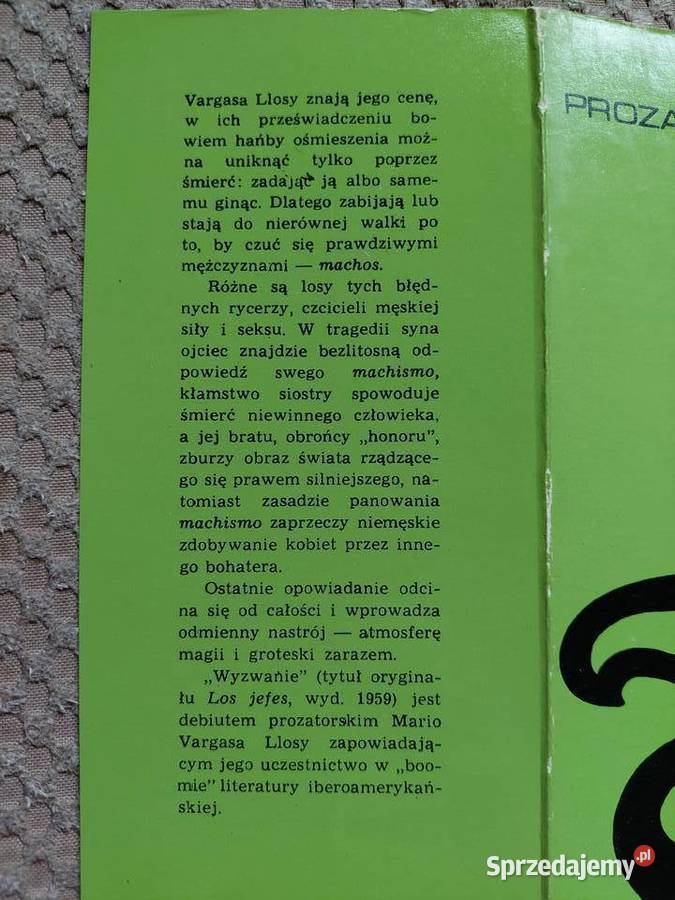 Vargasa Llosy znają jego cenę,
w ich przeświadczeniu bo-
wiem hańby ośmieszenia moż-
na uniknąć tylko poprzez
śmierć: zadając ją albo same-
mu ginąc. Dlatego zabijają lub
stają do nierównej walki po
to, by czuć się prawdziwymi
mężczyznami — machos.
Różne są losy tych błęd-
nych rycerzy, czcicieli męskiej
siły i seksu. W tragedii syna
ojciec znajdzie bezlitosną od-
powiedź swego machismo,
kłamstwo siostry spowoduje
śmierć niewinnego człowieka,
a jej bratu, obrońcy „honoru",
zburzy obraz świata rządzące-
go się prawem silniejszego, na-
tomiast zasadzie panowania
machismo zaprzeczy niemęskie
zdobywanie kobiet przez inne-
go bohatera.
Ostatnie opowiadanie odci-
na się od całości i wprowadza
odmienny nastrój — atmosferę
magii i groteski zarazem.
„Wyzwanie" (tytuł orygina-
łu Los jefes, wyd. 1959) jest
debiutem prozatorskim Mario
Vargasa Llosy zapowiadają-
cym jego uczestnictwo w „boo-
mie" literatury iberoamerykań-
skiej.
PROZA
Sprzedajemy.pl